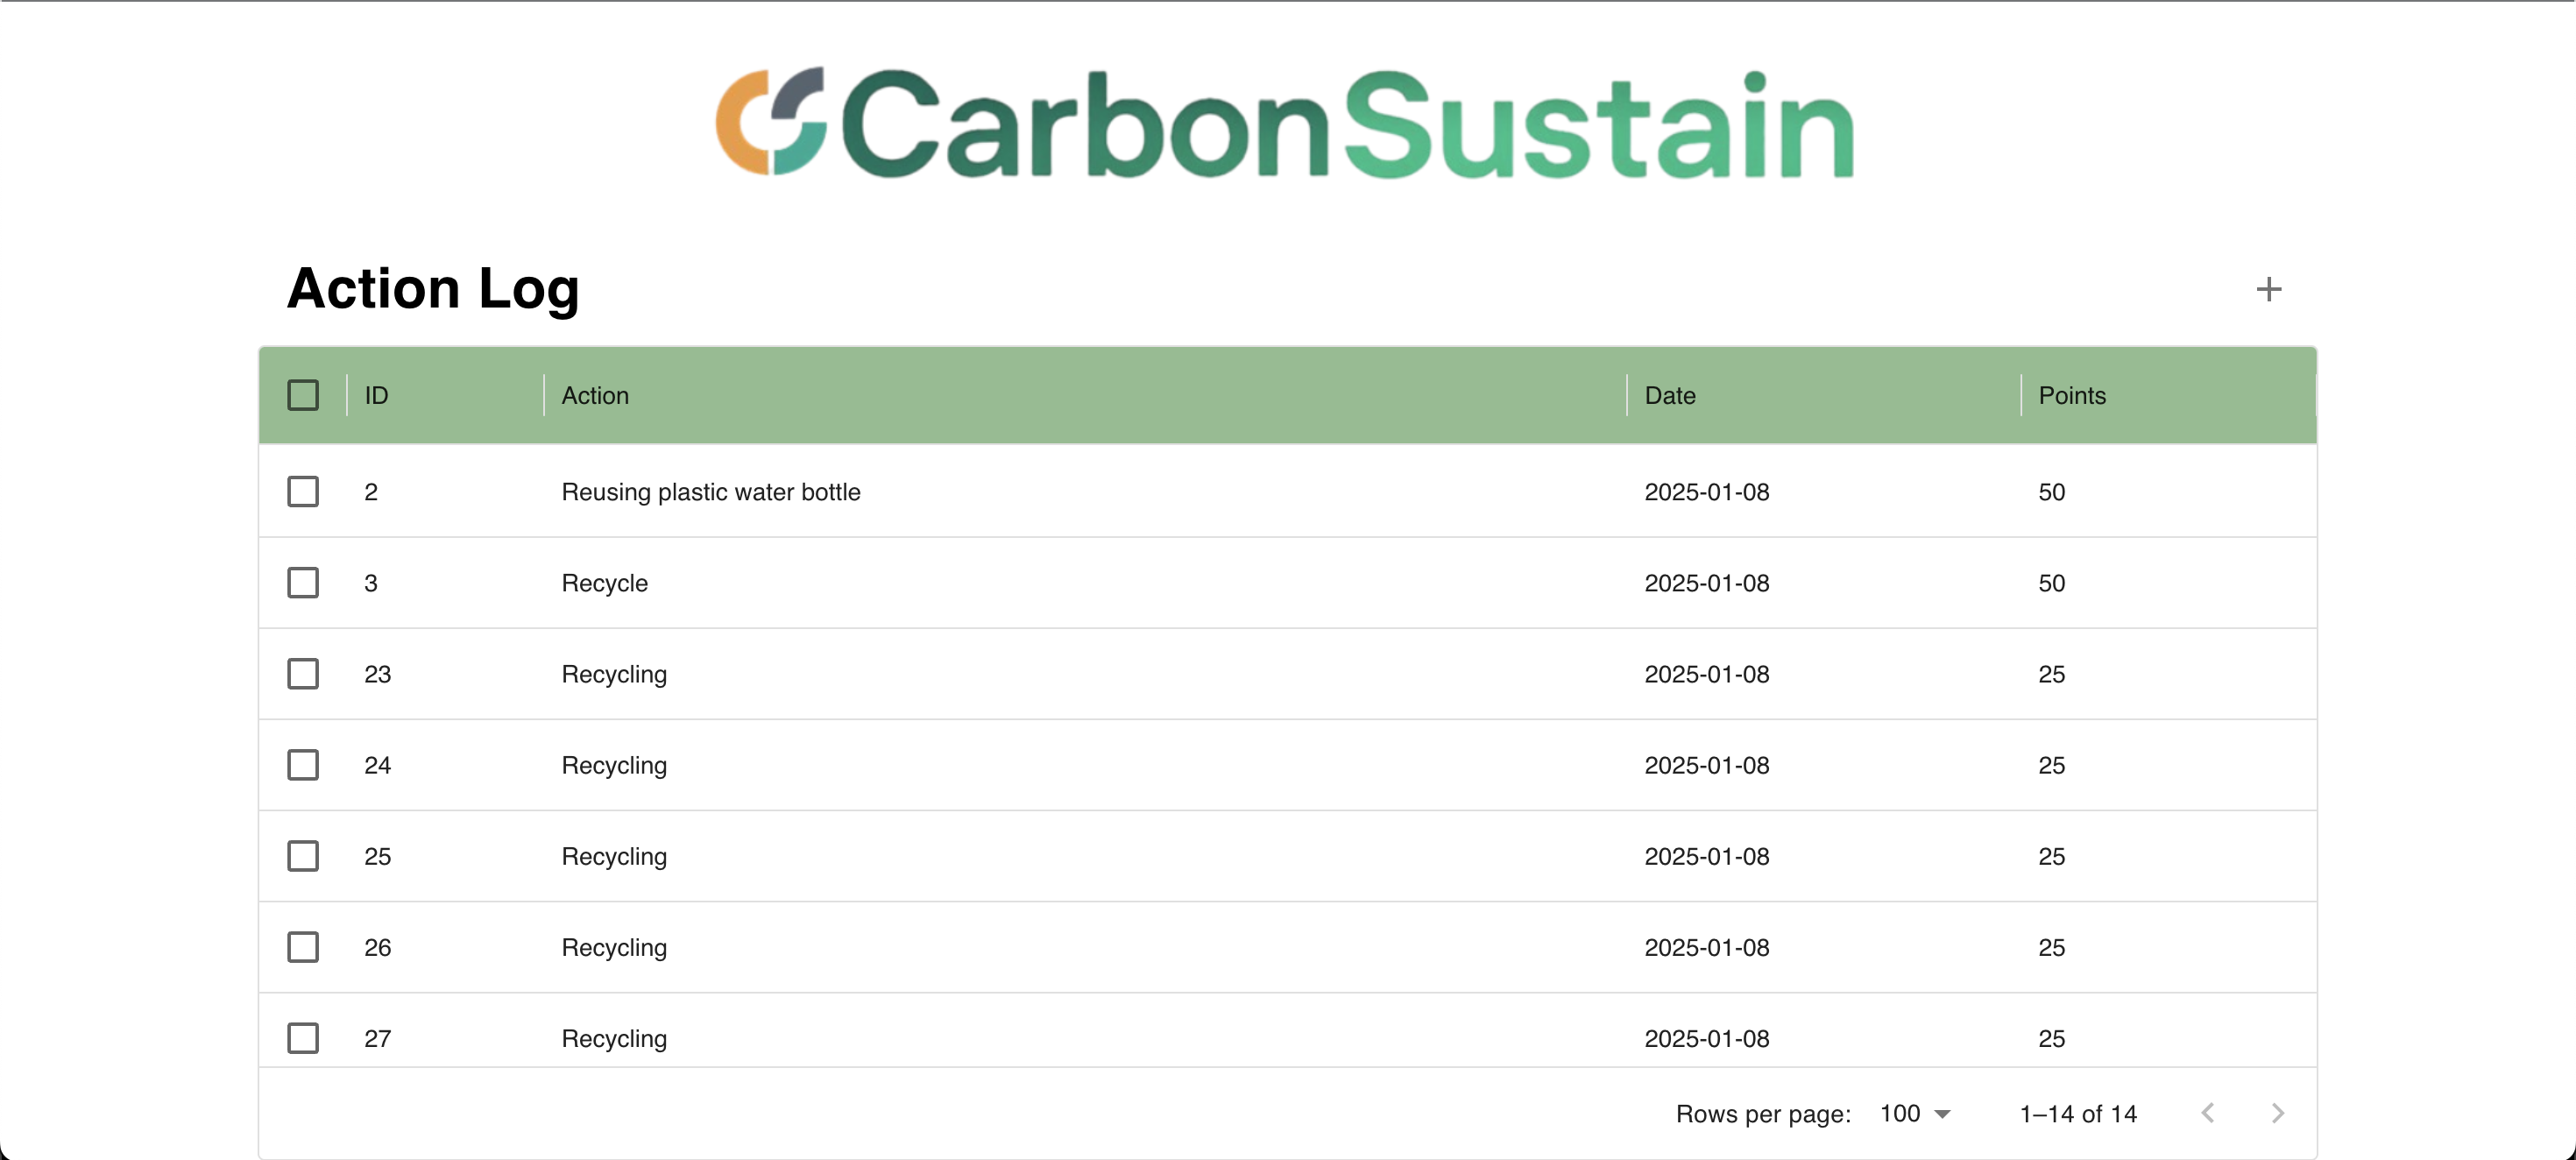 CarbonSustain
Action Log
ID Action Date Points
2 Reusing plastic water bottle 2025-01-08 50
3 Recycle 2025-01-08 50
23 Recycling 2025-01-08 25
24 Recycling 2025-01-08 25
25 Recycling 2025-01-08 25
26 Recycling 2025-01-08 25
27 Recycling 2025-01-08 25
Rows per page: 100 1–14 of 14